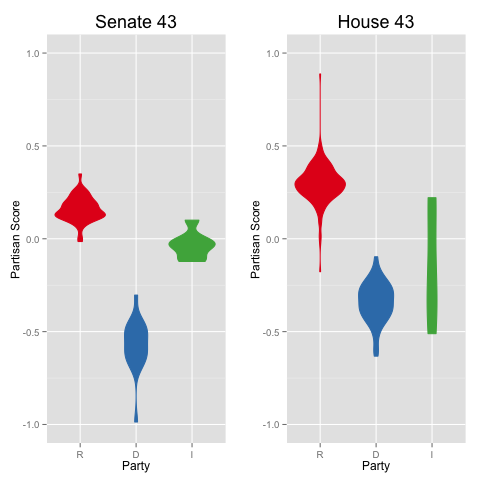 Senate 43
1.0
0.5
0.0
-0.5
-1.0
Partisan Score
R D I
Party
House 43
1.0
0.5
0.0
-0.5
-1.0
Partisan Score
R D I
Party